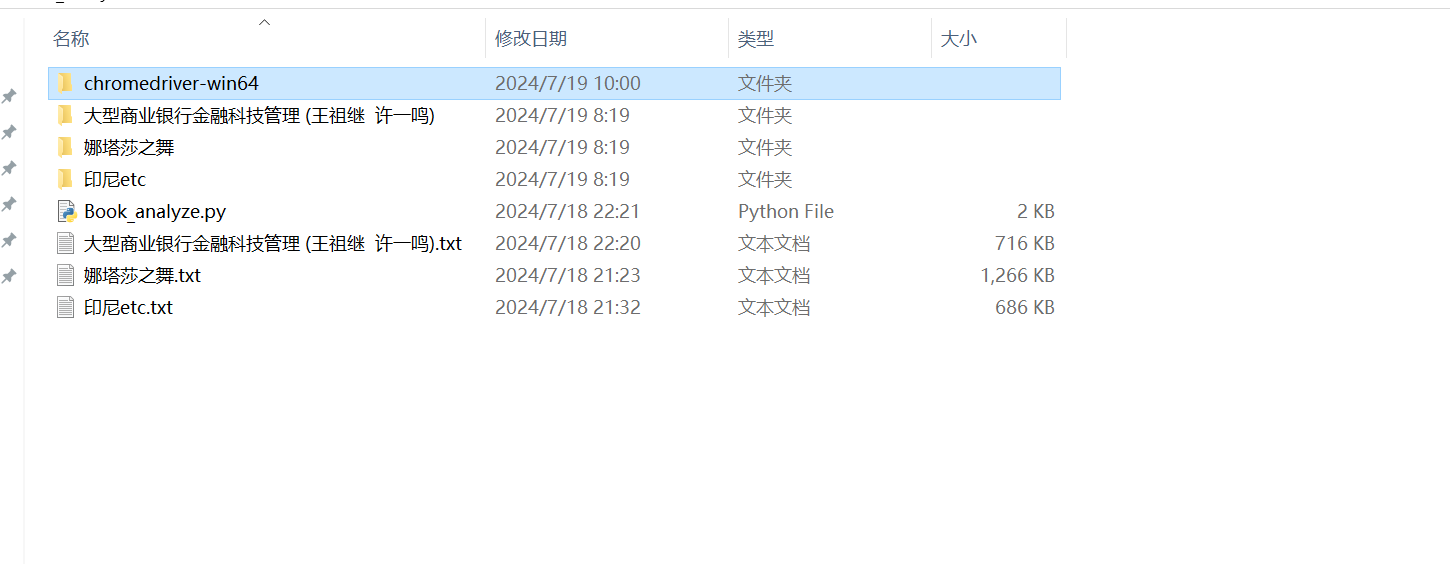 名称 修改日期 类型 大小
chromedriver-win64 2024/7/19 10:00 文件夹
大型商业银行金融科技管理 (王祖继  许一鸣) 2024/7/19 8:19 文件夹
娜塔莎之舞 2024/7/19 8:19 文件夹
印尼etc 2024/7/19 8:19 文件夹
Book_analyze.py 2024/7/18 22:21 Python File 2 KB
大型商业银行金融科技管理 (王祖继  许一鸣).txt 2024/7/18 22:20 文本文档 716 KB
娜塔莎之舞.txt 2024/7/18 21:23 文本文档 1,266 KB
印尼etc.txt 2024/7/18 21:32 文本文档 686 KB